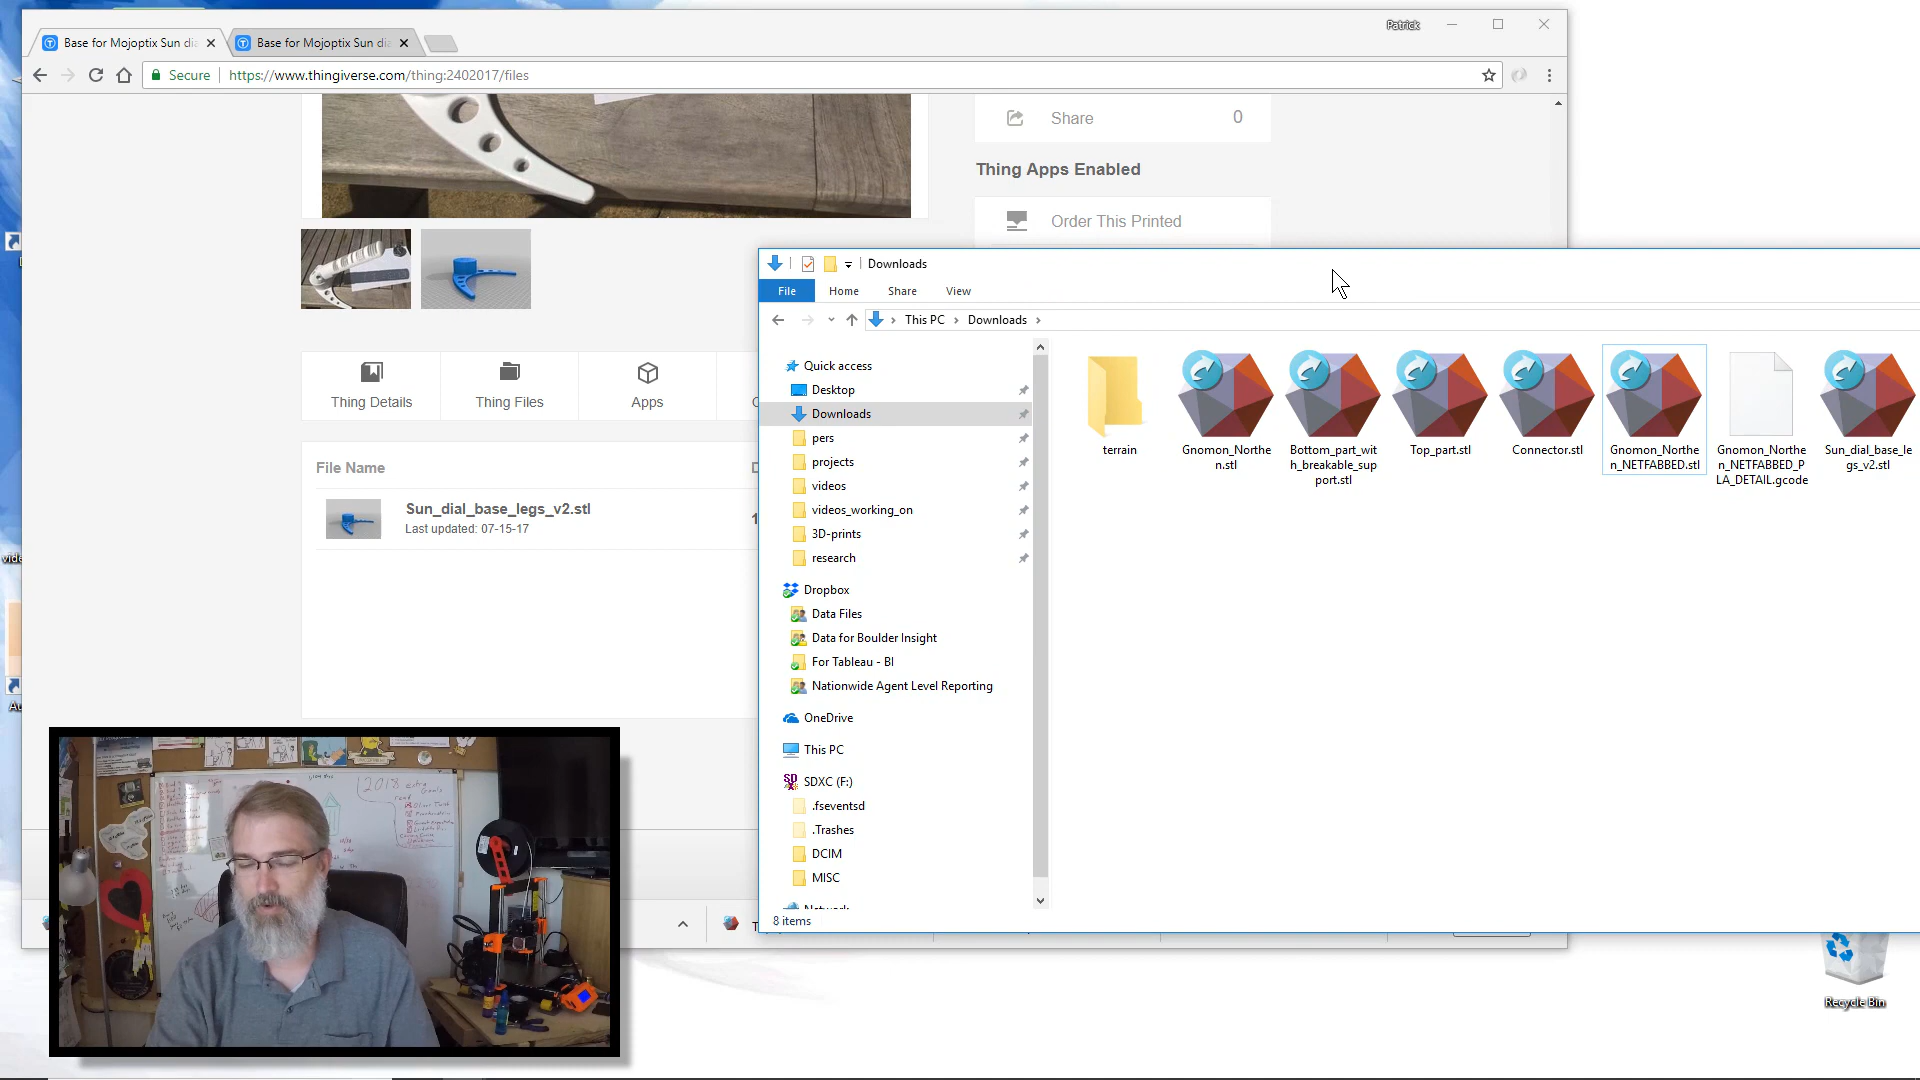 Patrick
Base for Mojoptix Sun di
Base for Mojoptix Sun di
Secure
https://www.thingiverse.com/thing:2402017/files
Share 0
Thing Apps Enabled
Order This Printed
Thing Details
Thing Files
Apps
File Name
Sun_dial_base_legs_v2.stl
Last updated: 07-15-17
Downloads
File Home Share View
This PC Downloads
Quick access
Desktop
Downloads
pers
projects
videos
videos_working_on
3D-prints
research
Dropbox
Data Files
Data for Boulder Insight
For Tableau - BI
Nationwide Agent Level Reporting
OneDrive
This PC
SDXC (F:)
.fseventsd
.Trashes
DCIM
MISC
Network
8 items
terrain
Gnomon_Northe
n.stl
Bottom_part_wit
h_breakable_sup
port.stl
Top_part.stl
Connector.stl
Gnomon_Northe
n_NETFABBED.stl
Gnomon_Northe
n_NETFABBED_P
LA_DETAIL.gcode
Sun_dial_base_le
gs_v2.stl
Recycle Bin
2018